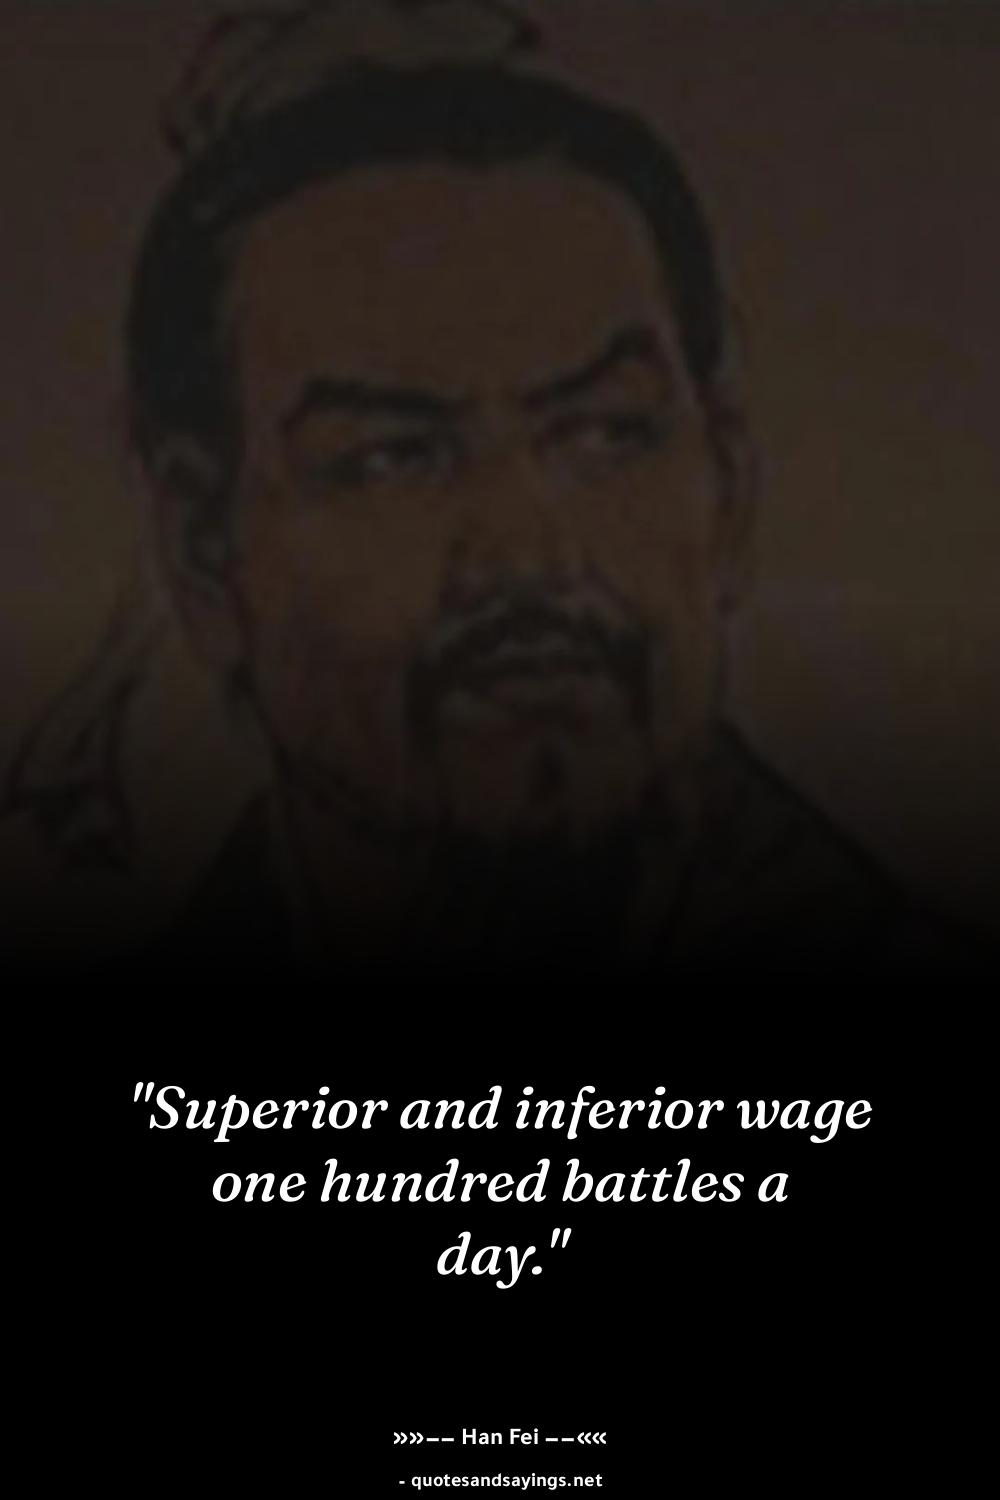 "Superior and inferior wage
one hundred battles a
day."
»»−− Han Fei −−««
- quotesandsayings.net